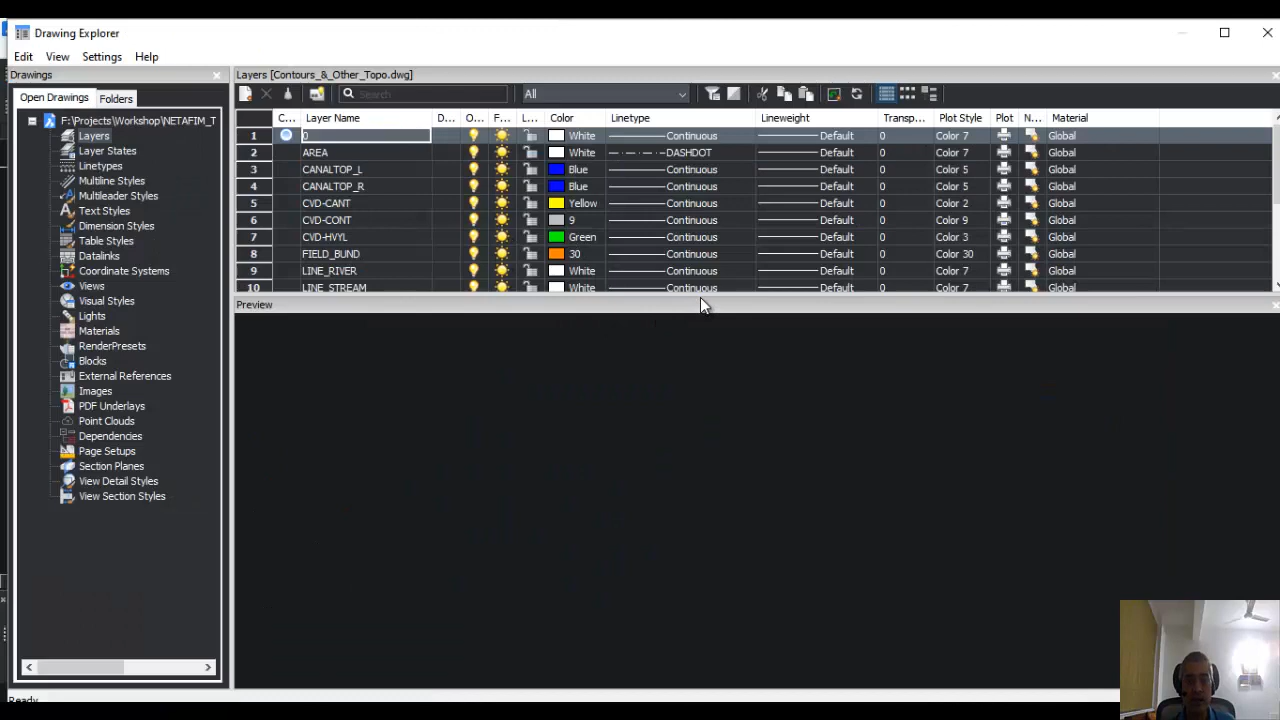 Drawing Explorer
Edit View Settings Help
Drawings
Open Drawings Folders
F:\Projects\Workshop\NETAFIM_T
Layers
Layer States
Linetypes
Multiline Styles
Multileader Styles
Text Styles
Dimension Styles
Table Styles
Datalinks
Coordinate Systems
Views
Visual Styles
Lights
Materials
RenderPresets
Blocks
External References
Images
PDF Underlays
Point Clouds
Dependencies
Page Setups
Section Planes
View Detail Styles
View Section Styles
Layers [Contours_&_Other_Topo.dwg]
Search All
C... Layer Name D... O... F... L... Color Linetype Lineweight Transp... Plot Style Plot N... Material
1 0 White Continuous Default 0 Color 7 Global
2 AREA White DASHDOT Default 0 Color 7 Global
3 CANALTOP_L Blue Continuous Default 0 Color 5 Global
4 CANALTOP_R Blue Continuous Default 0 Color 5 Global
5 CVD-CANT Yellow Continuous Default 0 Color 2 Global
6 CVD-CONT 9 Continuous Default 0 Color 9 Global
7 CVD-HVYL Green Continuous Default 0 Color 3 Global
8 FIELD_BUND 30 Continuous Default 0 Color 30 Global
9 LINE_RIVER White Continuous Default 0 Color 7 Global
10 LINE_STREAM White Continuous Default 0 Color 7 Global
Preview
Ready